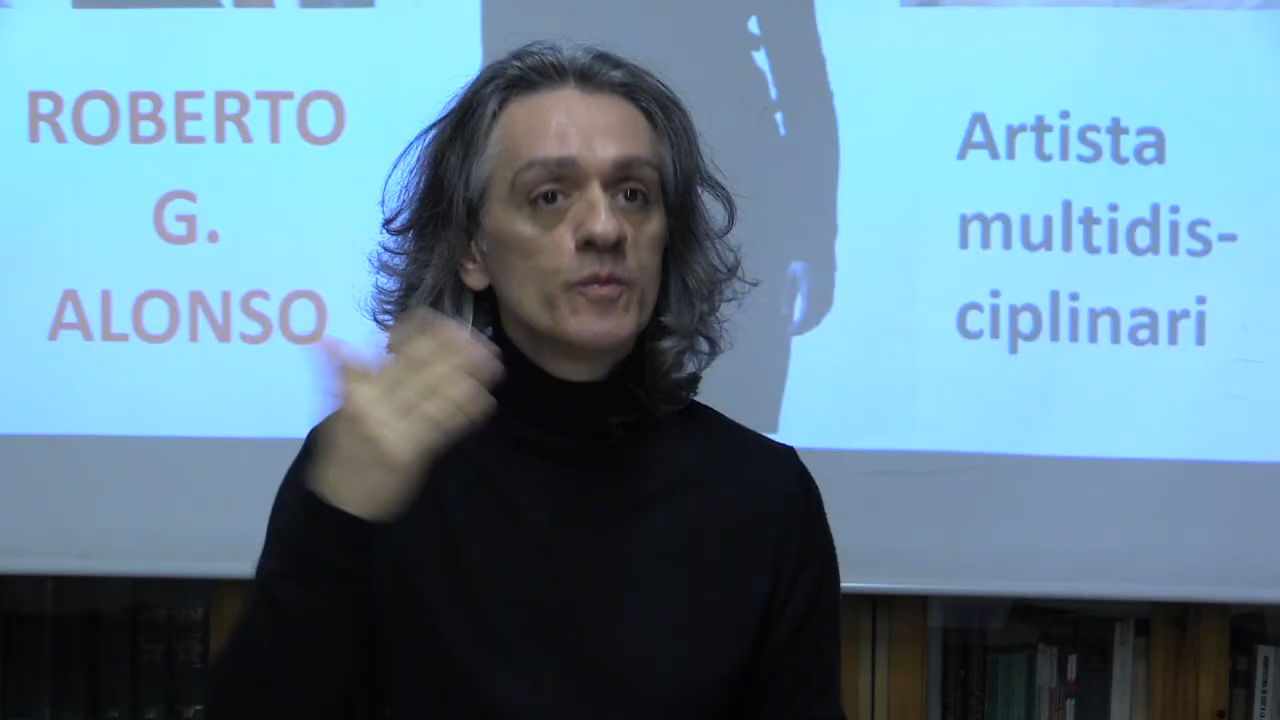 ROBERTO
G.
ALONSO
Artista
multidis-
ciplinari